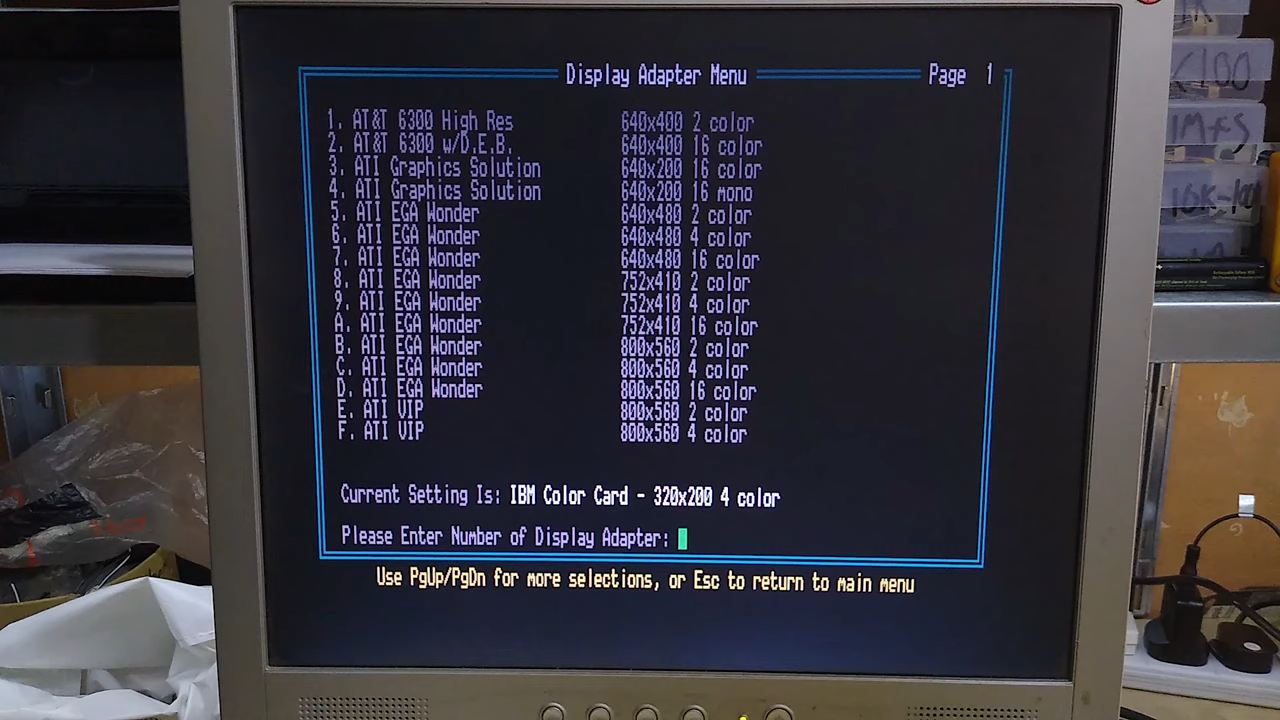 Display Adapter Menu Page 1
1. AT&T 6300 High Res 640x400 2 color
2. AT&T 6300 w/D.E.B. 640x400 16 color
3. ATI Graphics Solution 640x200 16 color
4. ATI Graphics Solution 640x200 16 mono
5. ATI EGA Wonder 640x480 2 color
6. ATI EGA Wonder 640x480 4 color
7. ATI EGA Wonder 640x480 16 color
8. ATI EGA Wonder 752x410 2 color
9. ATI EGA Wonder 752x410 4 color
A. ATI EGA Wonder 752x410 16 color
B. ATI EGA Wonder 800x560 2 color
C. ATI EGA Wonder 800x560 4 color
D. ATI EGA Wonder 800x560 16 color
E. ATI VIP 800x560 2 color
F. ATI VIP 800x560 4 color
Current Setting Is: IBM Color Card - 320x200 4 color
Please Enter Number of Display Adapter:
Use PgUp/PgDn for more selections, or Esc to return to main menu
K100
1M+S
10K-100